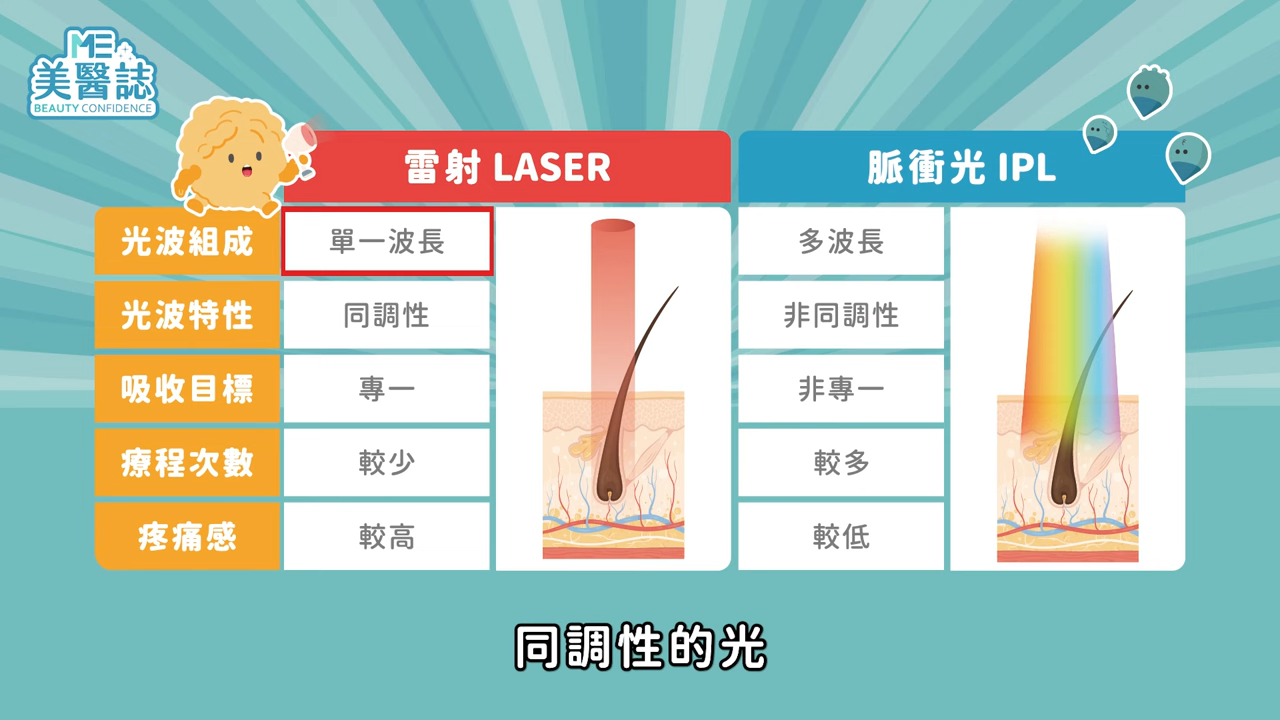 ME
美醫誌
BEAUTY CONFIDENCE
雷射 LASER
脈衝光 IPL
光波組成
單一波長
多波長
光波特性
同調性
非同調性
吸收目標
專一
非專一
療程次數
較少
較多
疼痛感
較高
較低
同調性的光